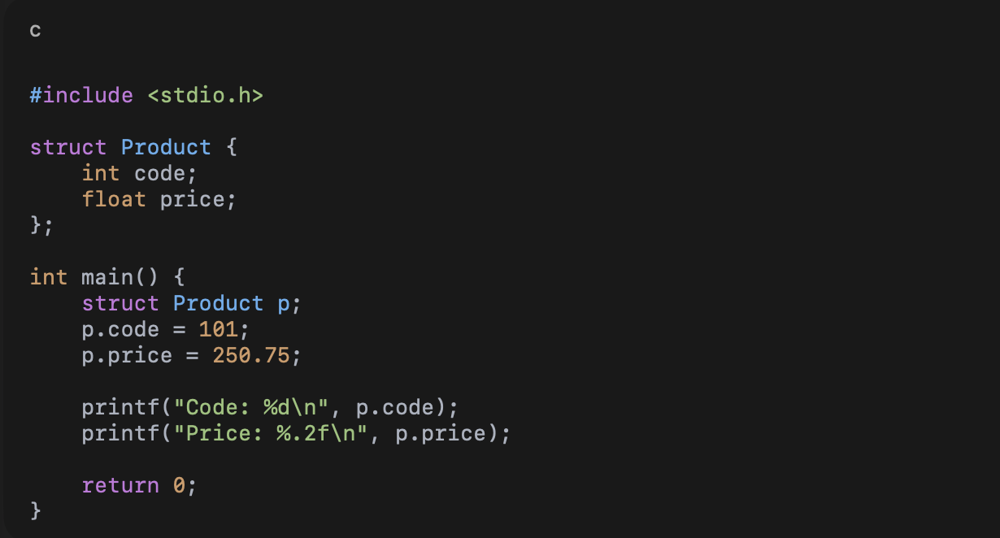 c
#include <stdio.h>
struct Product {
    int code;
    float price;
};
int main() {
    struct Product p;
    p.code = 101;
    p.price = 250.75;
    printf("Code: %d\n", p.code);
    printf("Price: %.2f\n", p.price);
    return 0;
}